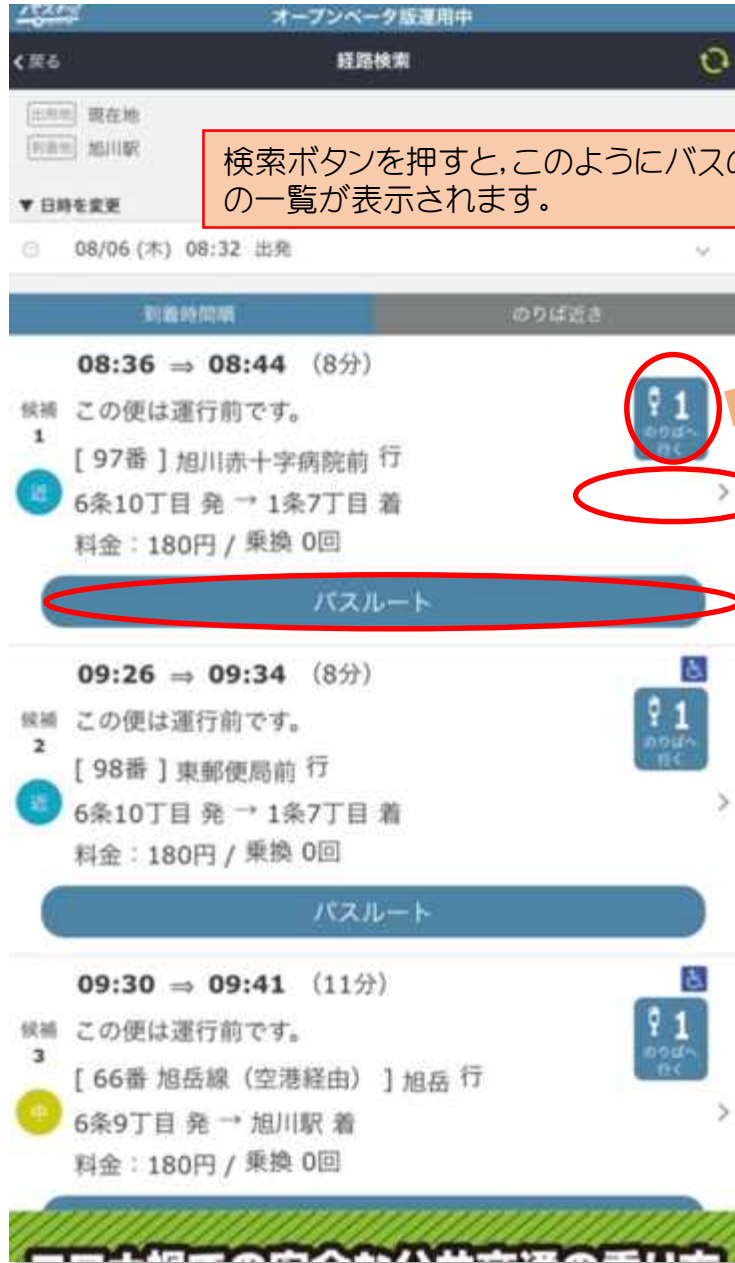 オープンベータ版運用中
戻る 経路検索
出発地 現在地
到着地 旭川駅
検索ボタンを押すと,このようにバスの
の一覧が表示されます。
▼ 日時を変更
08/06 (木) 08:32 出発
到着時間順 のりば近さ
08:36 ⇒ 08:44 (8分)
候補 1
この便は運行前です。
1 のりばへ行く
[ 97番 ] 旭川赤十字病院前 行
近
6条10丁目 発 → 1条7丁目 着
料金:180円 / 乗換 0回
バスルート
09:26 ⇒ 09:34 (8分)
候補 2
この便は運行前です。
1 のりばへ行く
[ 98番 ] 東郵便局前 行
近
6条10丁目 発 → 1条7丁目 着
料金:180円 / 乗換 0回
バスルート
09:30 ⇒ 09:41 (11分)
候補 3
この便は運行前です。
1 のりばへ行く
[ 66番 旭岳線(空港経由) ] 旭岳 行
中
6条9丁目 発 → 旭川駅 着
料金:180円 / 乗換 0回